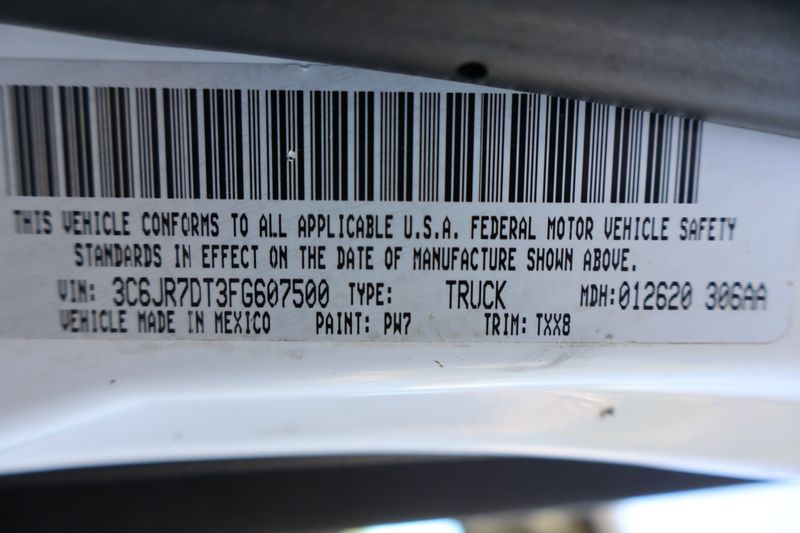 THIS VEHICLE CONFORMS TO ALL APPLICABLE U.S.A. FEDERAL MOTOR VEHICLE SAFETY
STANDARDS IN EFFECT ON THE DATE OF MANUFACTURE SHOWN ABOVE.
VIN: 3C6JR7DT3FG607500 TYPE: TRUCK MDH:012620 306AA
VEHICLE MADE IN MEXICO PAINT: PW7 TRIM: TXX8